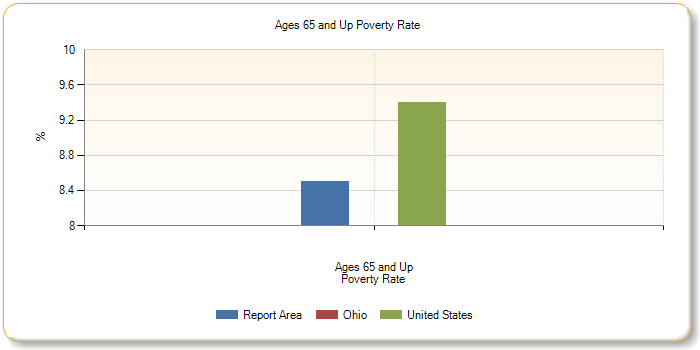 Ages 65 and Up Poverty Rate
10
9.6
9.2
8.8
8.4
8
%
Ages 65 and Up
Poverty Rate
Report Area Ohio United States